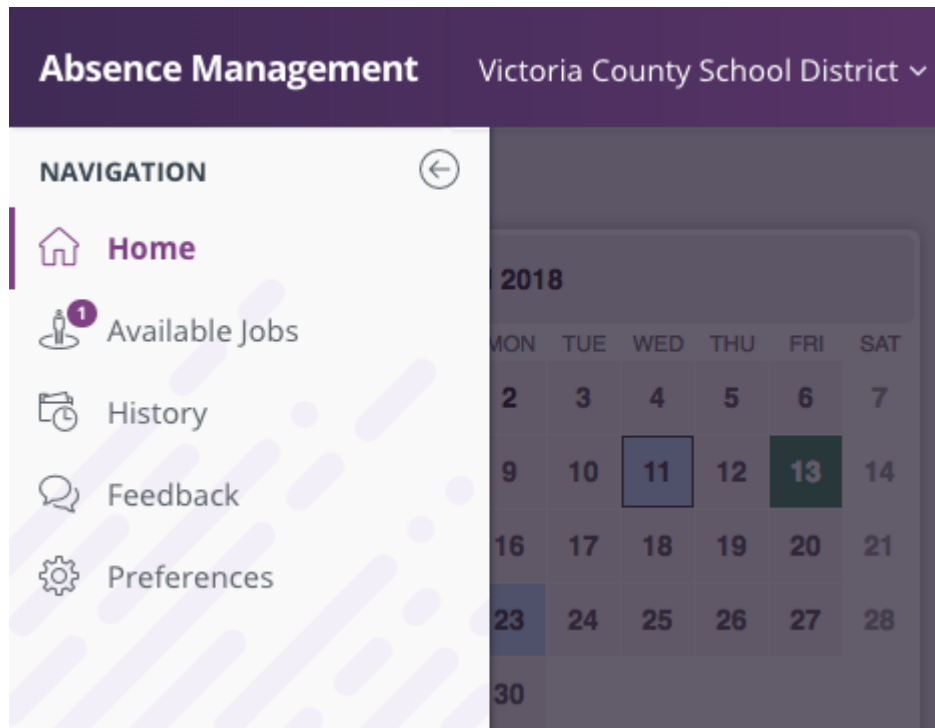 Absence Management Victoria County School District
NAVIGATION
Home
1
Available Jobs
History
Feedback
Preferences
2018
MON TUE WED THU FRI SAT
2 3 4 5 6 7
9 10 11 12 13 14
16 17 18 19 20 21
23 24 25 26 27 28
30